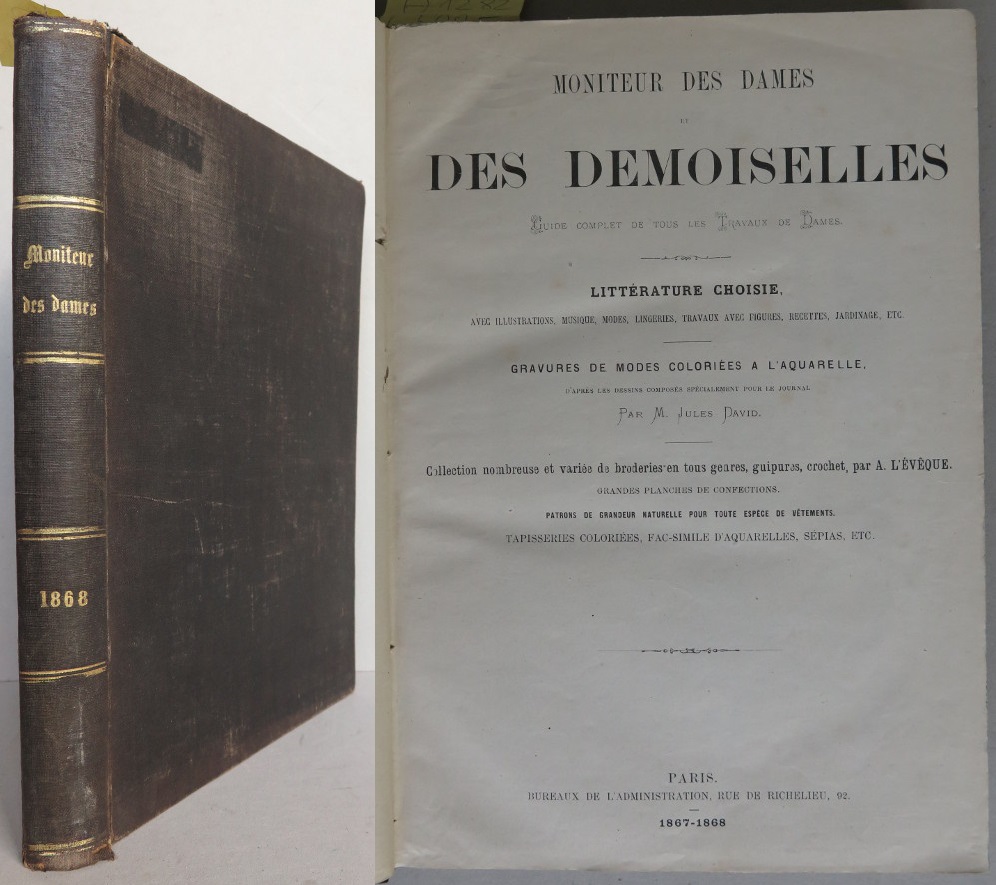 Moniteur
des dames
1868
MONITEUR DES DAMES
ET
DES DEMOISELLES
GUIDE COMPLET DE TOUS LES TRAVAUX DE DAMES.
LITTÉRATURE CHOISIE,
AVEC ILLUSTRATIONS, MUSIQUE, MODES, LINGERIES, TRAVAUX AVEC FIGURES, RECETTES, JARDINAGE, ETC.
GRAVURES DE MODES COLORIÉES A L'AQUARELLE,
D'APRÈS LES DESSINS COMPOSÉS SPÉCIALEMENT POUR LE JOURNAL
PAR M. JULES DAVID.
Collection nombreuse et variée de broderies en tous genres, guipures, crochet, par A. L'ÉVÊQUE.
GRANDES PLANCHES DE CONFECTIONS.
PATRONS DE GRANDEUR NATURELLE POUR TOUTE ESPÈCE DE VÊTEMENTS.
TAPISSERIES COLORIÉES, FAC-SIMILE D'AQUARELLES, SÉPIAS, ETC.
PARIS.
BUREAUX DE L'ADMINISTRATION, RUE DE RICHELIEU, 92.
1867-1868